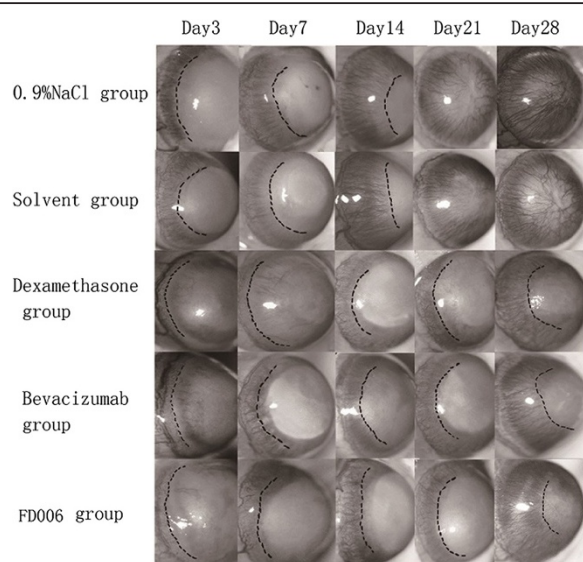 Day3 Day7 Day14 Day21 Day28
0.9%NaCl group
Solvent group
Dexamethasone
group
Bevacizumab
group
FD006 group